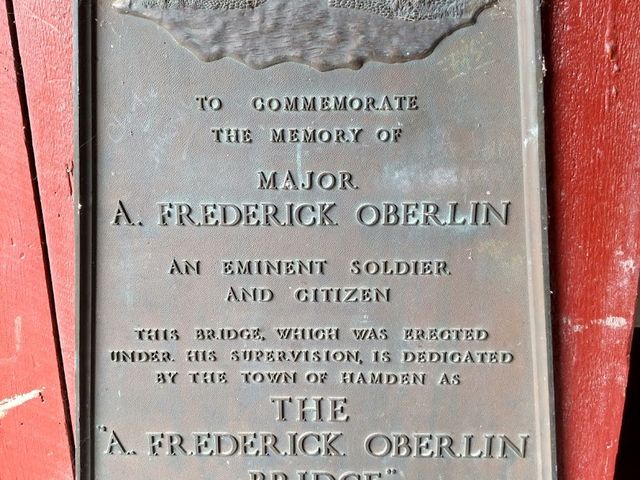 TO COMMEMORATE
THE MEMORY OF
MAJOR
A. FREDERICK OBERLIN
AN EMINENT SOLDIER
AND CITIZEN
THIS BRIDGE, WHICH WAS ERECTED
UNDER HIS SUPERVISION, IS DEDICATED
BY THE TOWN OF HAMDEN AS
THE
"A. FREDERICK OBERLIN
BRIDGE"